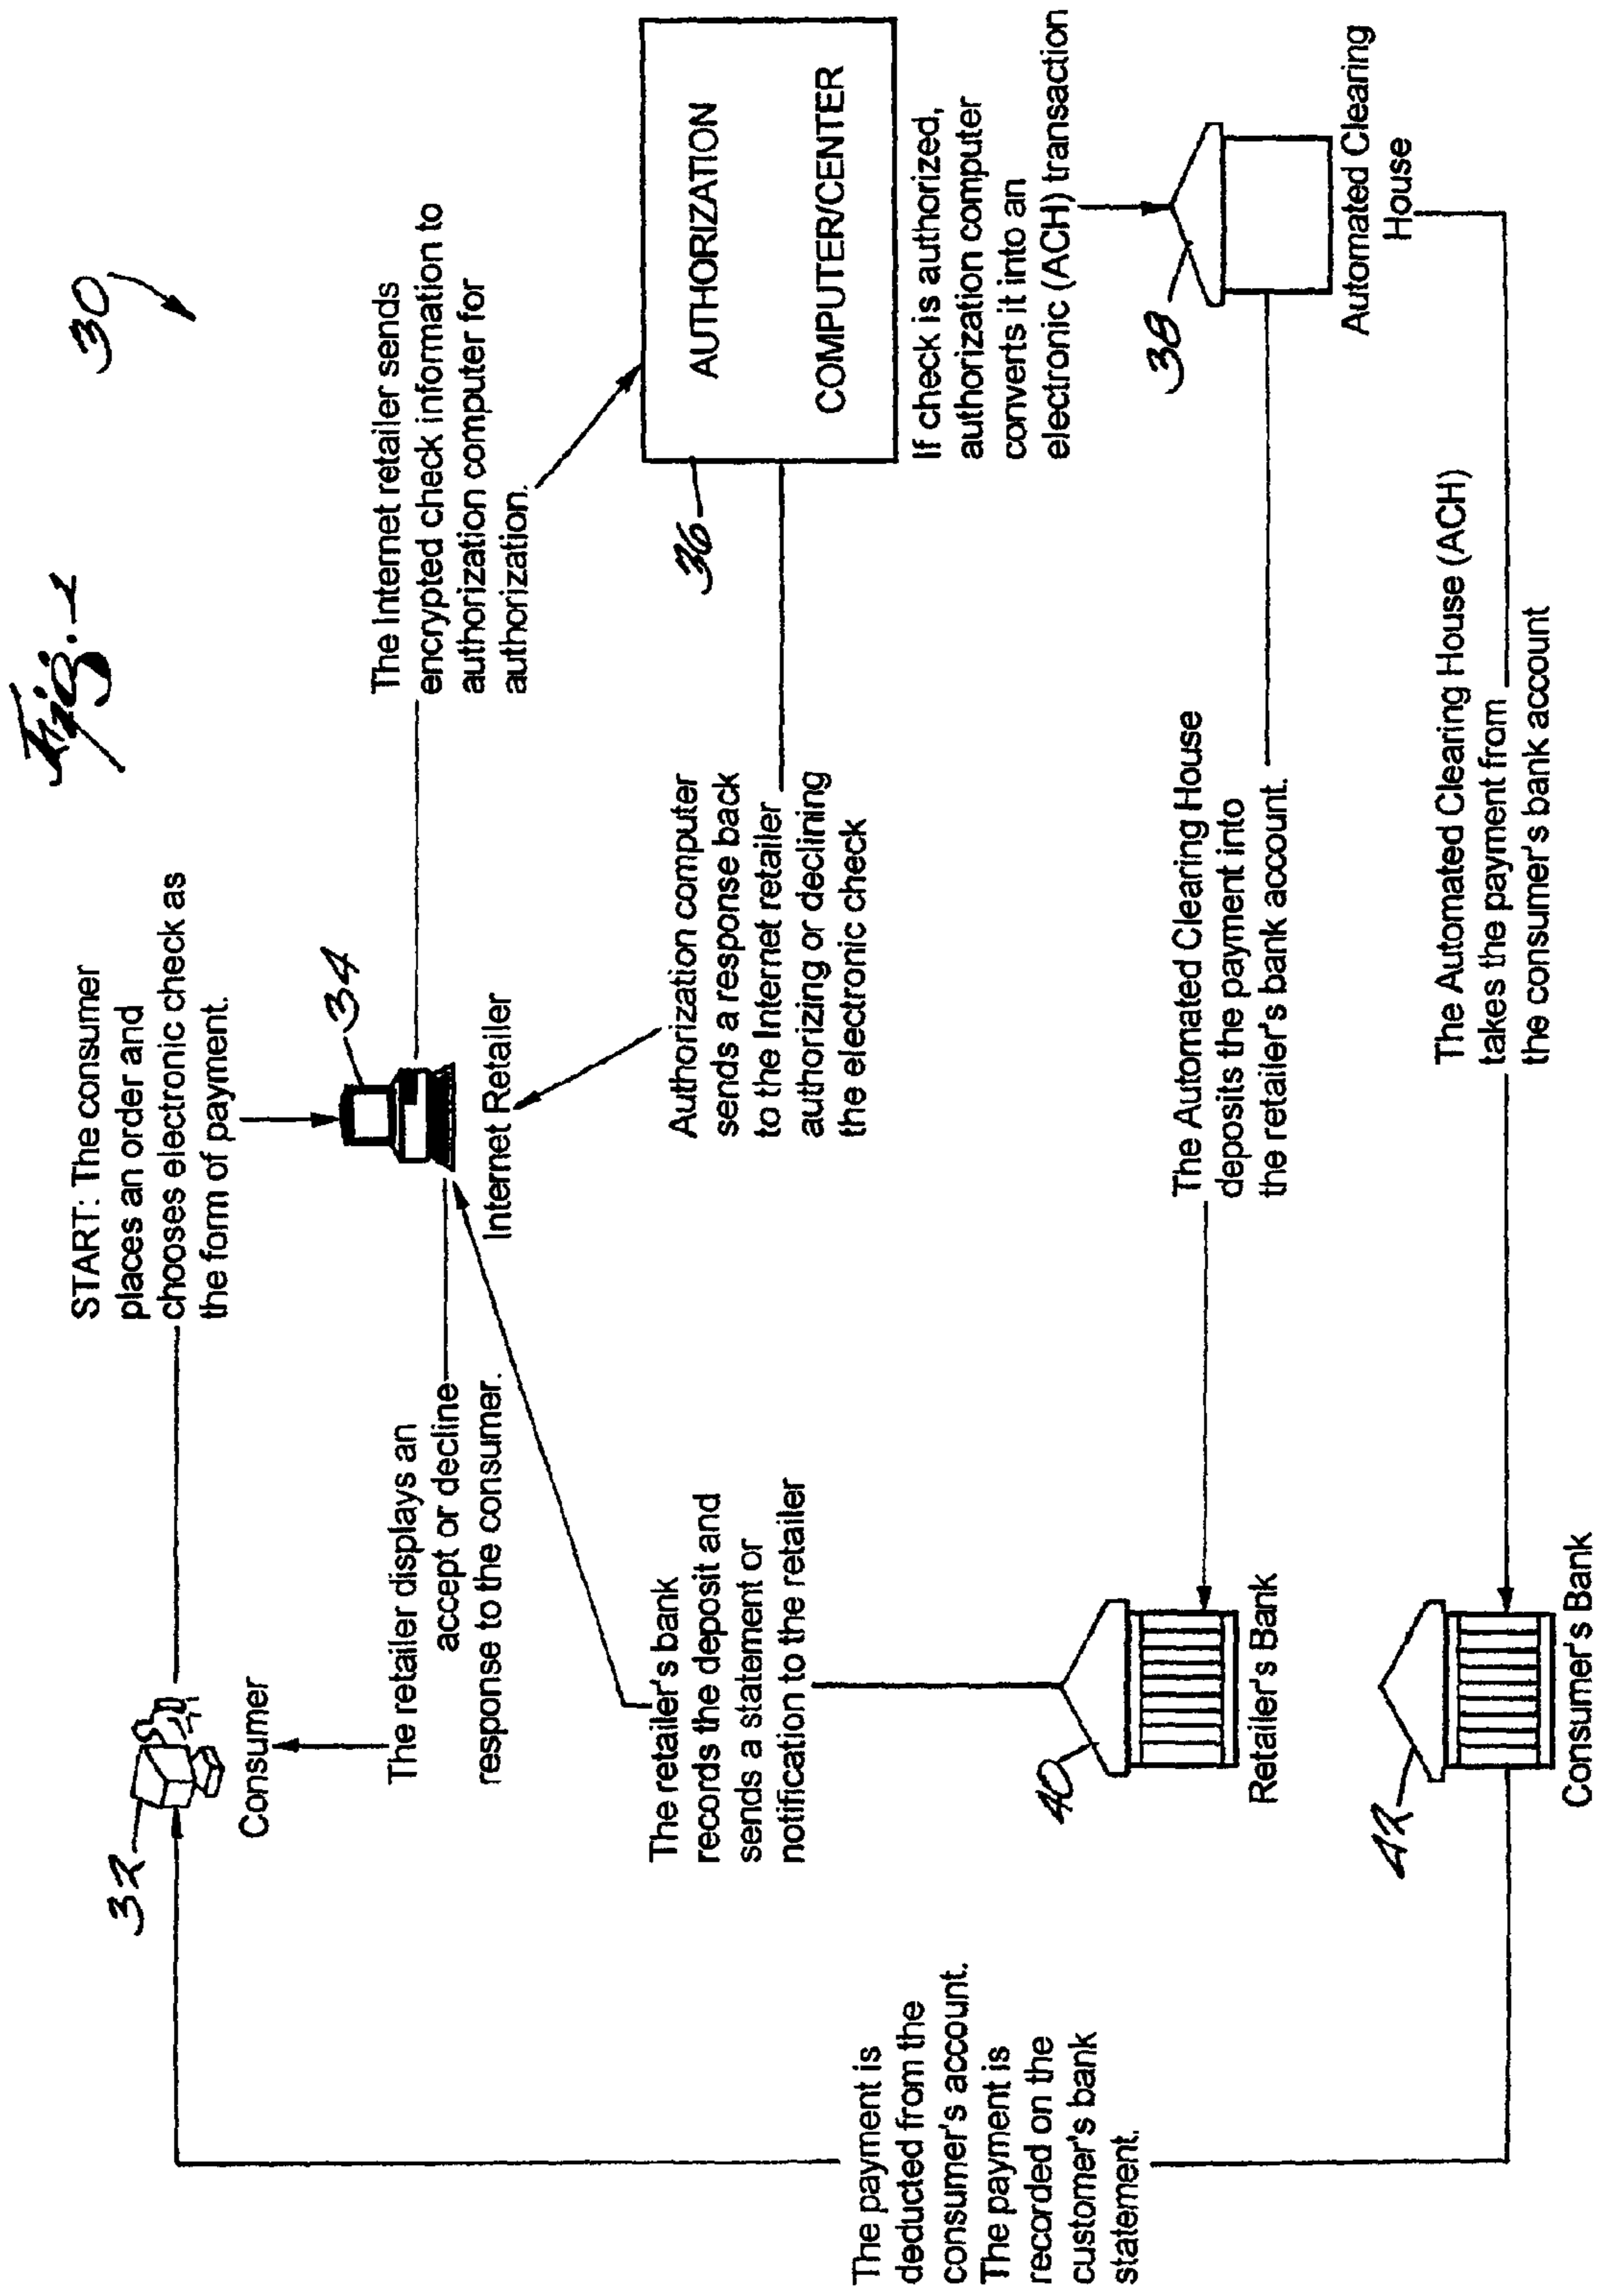 Fig. 1
30
START: The consumer
places an order and
chooses electronic check as
the form of payment.
32
Consumer
34
Internet Retailer
The Internet retailer sends
encrypted check information to
authorization computer for
authorization.
The retailer displays an
accept or decline
response to the consumer.
36
AUTHORIZATION
COMPUTER/CENTER
Authorization computer
sends a response back
to the Internet retailer
authorizing or declining
the electronic check
The retailer's bank
records the deposit and
sends a statement or
notification to the retailer
If check is authorized,
authorization computer
converts it into an
electronic (ACH) transaction
The payment is
deducted from the
consumer's account.
The payment is
recorded on the
customer's bank
statement.
40
Retailer's Bank
The Automated Clearing House
deposits the payment into
the retailer's bank account.
38
Automated Clearing
House
42
Consumer's Bank
The Automated Clearing House (ACH)
takes the payment from
the consumer's bank account